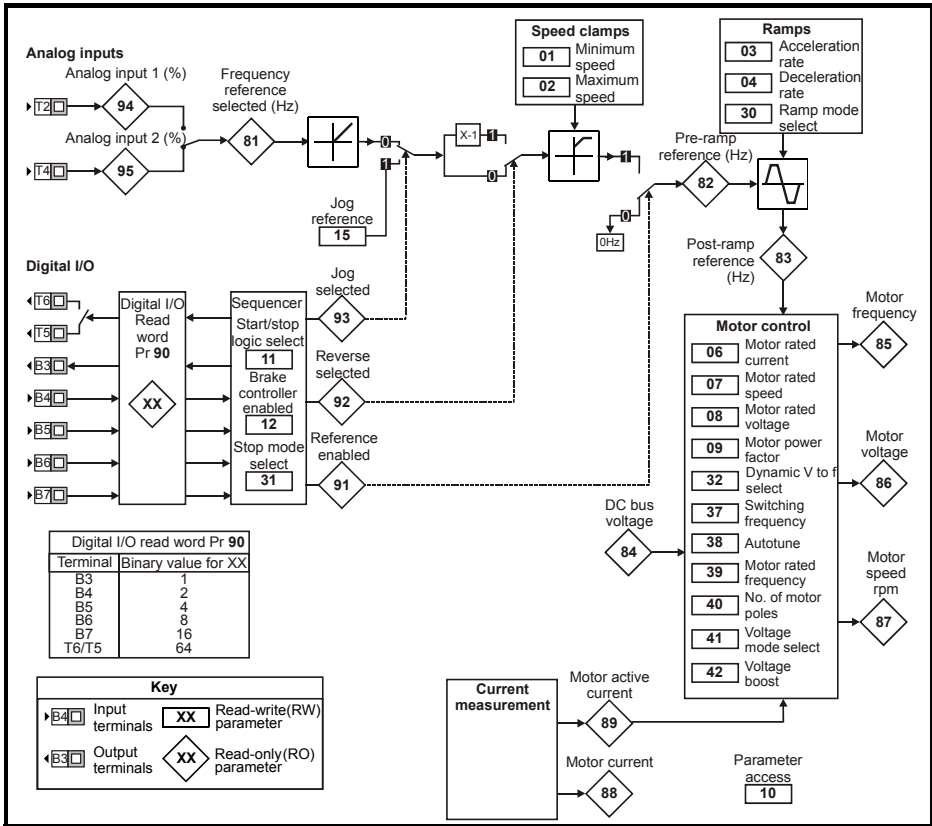 Analog inputs
Analog input 1 (%)
T2
94
Analog input 2 (%)
T4
95
Frequency
reference
selected (Hz)
81
0
1
Jog
reference
15
X-1
1
0
Speed clamps
01 Minimum
speed
02 Maximum
speed
1
0
0Hz
Pre-ramp
reference (Hz)
82
Ramps
03 Acceleration
rate
04 Deceleration
rate
30 Ramp mode
select
Post-ramp
reference
(Hz)
83
Digital I/O
T6
T5
B3
B4
B5
B6
B7
Digital I/O
Read
word
Pr 90
XX
Sequencer
Start/stop
logic select
11
Brake
controller
enabled
12
Stop mode
select
31
Jog
selected
93
Reverse
selected
92
Reference
enabled
91
DC bus
voltage
84
Motor control
06 Motor rated
current
07 Motor rated
speed
08 Motor rated
voltage
09 Motor power
factor
32 Dynamic V to f
select
37 Switching
frequency
38 Autotune
39 Motor rated
frequency
40 No. of motor
poles
41 Voltage
mode select
42 Voltage
boost
Motor
frequency
85
Motor
voltage
86
Motor
speed
rpm
87
Digital I/O read word Pr 90
Terminal Binary value for XX
B3 1
B4 2
B5 4
B6 8
B7 16
T6/T5 64
Key
B4 Input
terminals
XX Read-write(RW)
parameter
B3 Output
terminals
XX Read-only(RO)
parameter
Current
measurement
Motor active
current
89
Motor current
88
Parameter
access
10